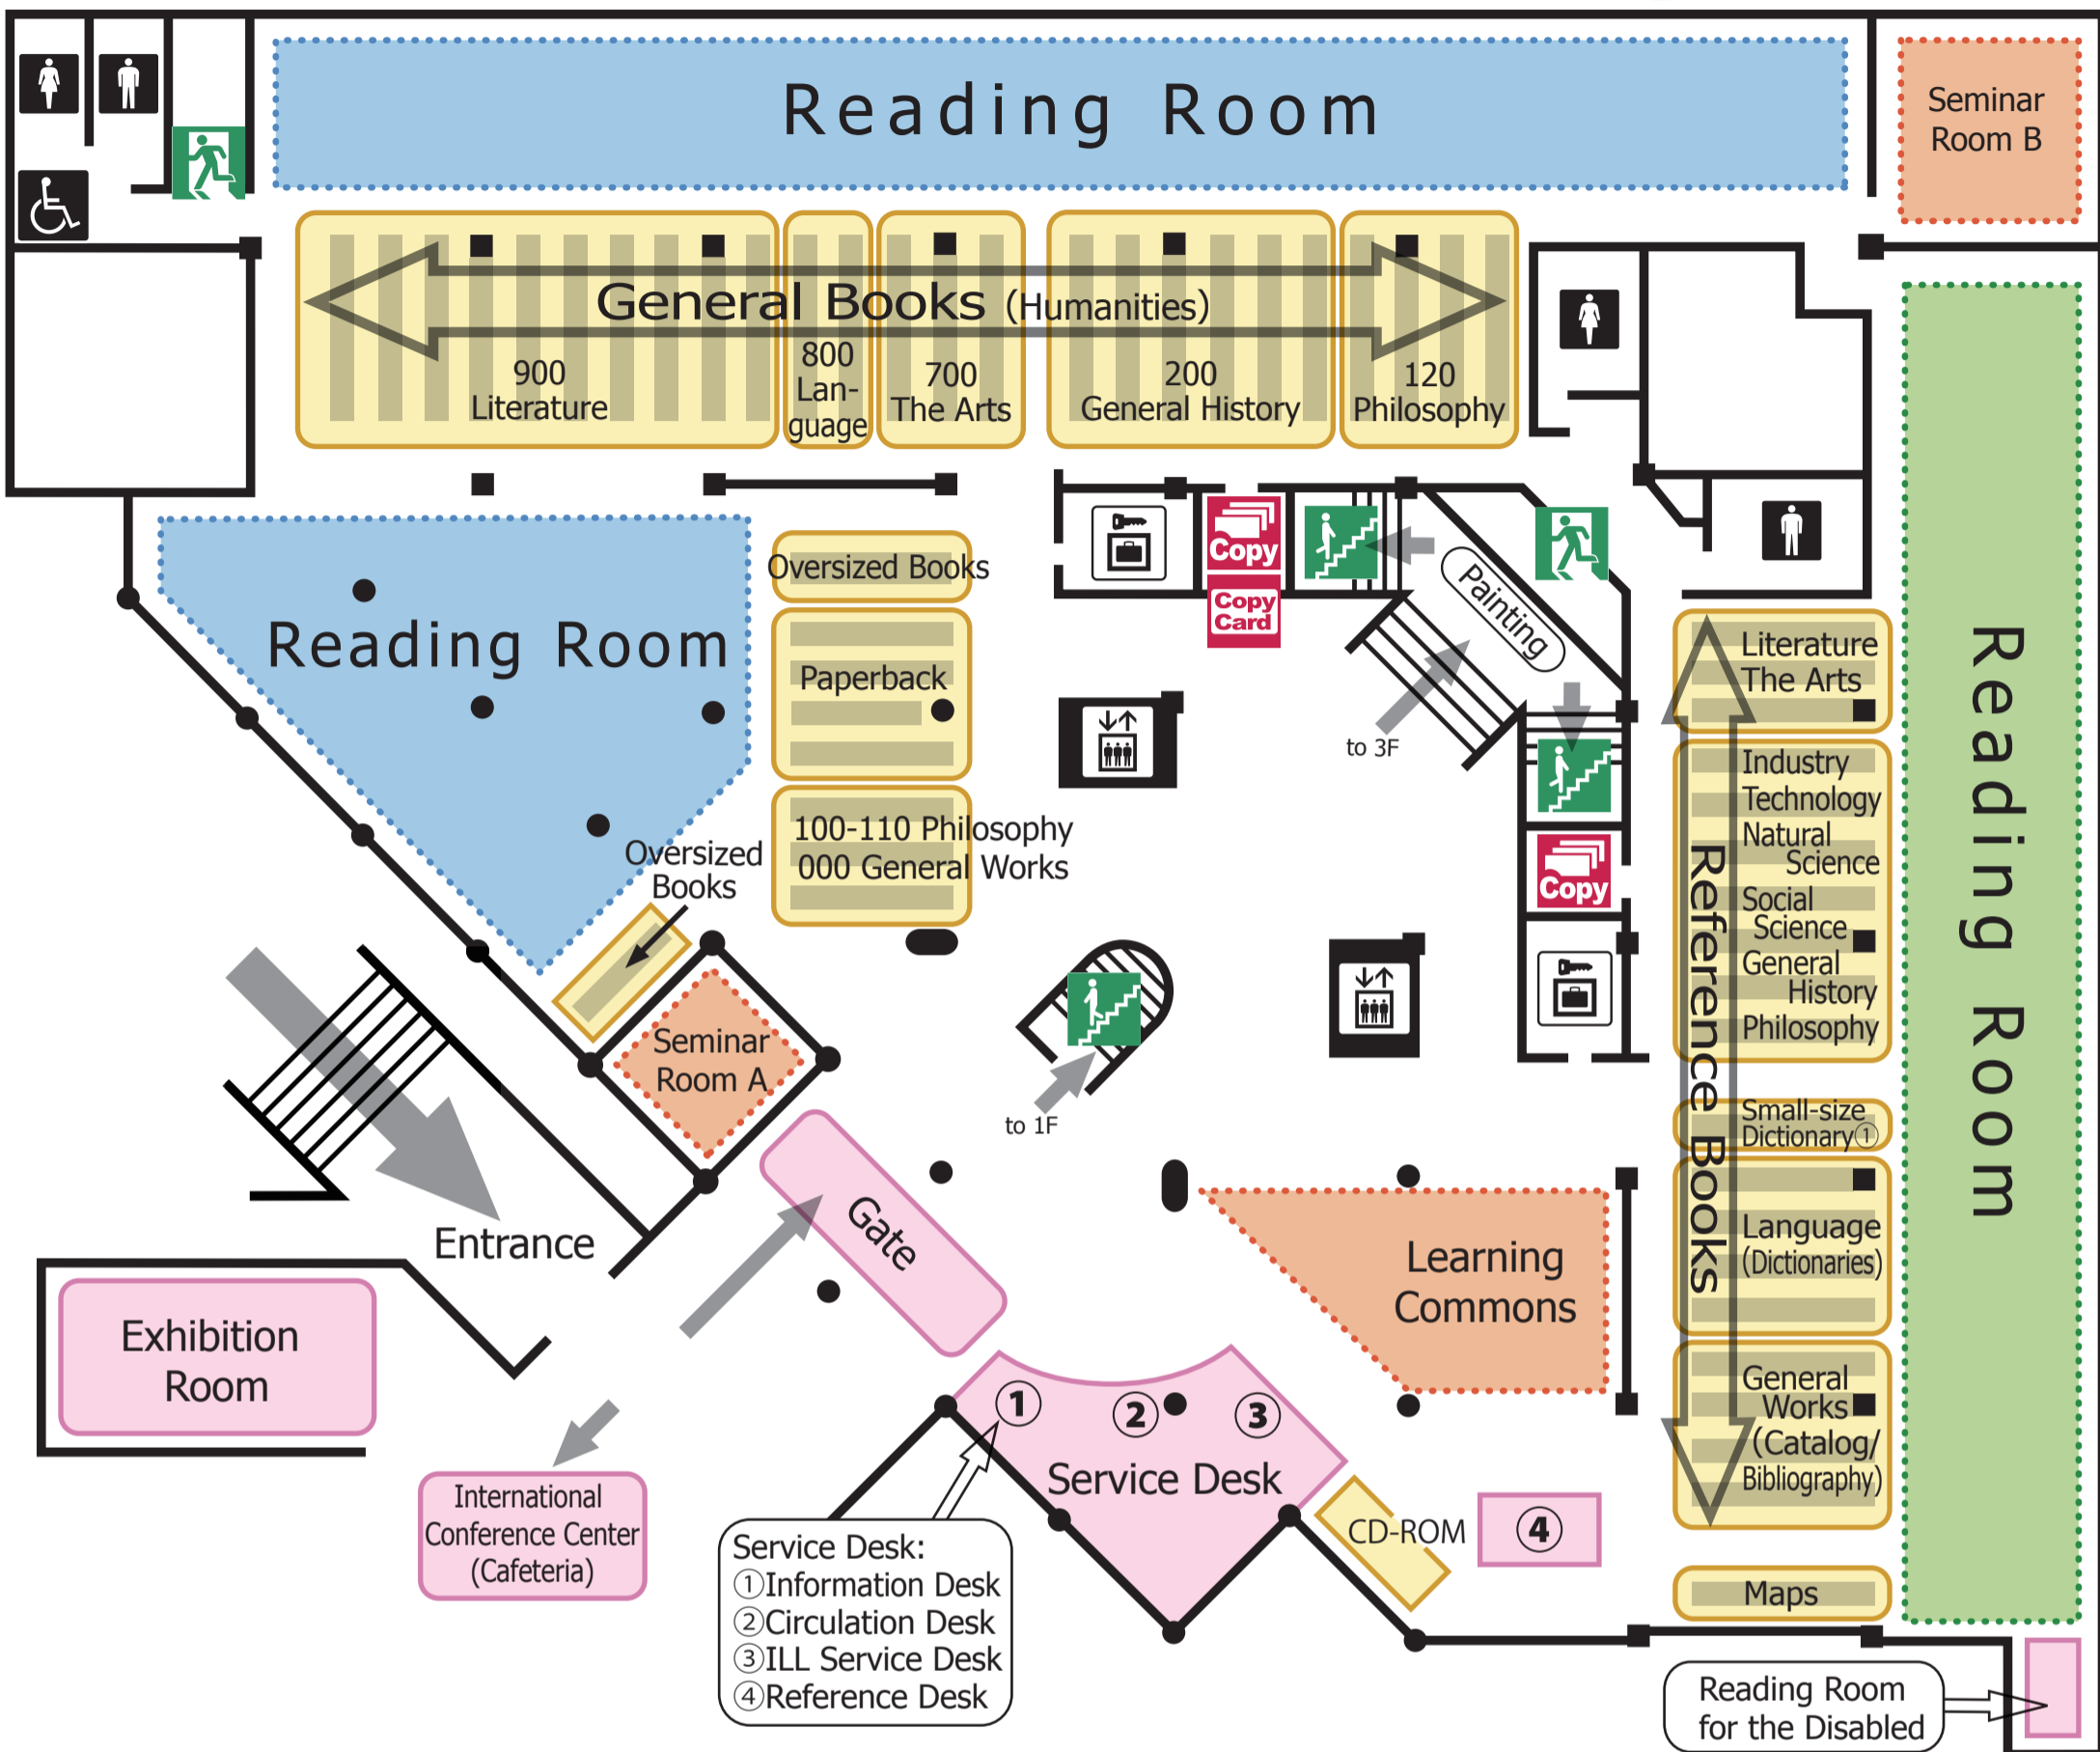 Reading Room
Seminar
Room B
General Books (Humanities)
900
Literature
800
Lan-
guage
700
The Arts
200
General History
120
Philosophy
Reading Room
Oversized Books
Paperback
100-110 Philosophy
000 General Works
Oversized
Books
Copy
Copy
Card
Painting
to 3F
Copy
to 1F
Seminar
Room A
Gate
Entrance
Exhibition
Room
International
Conference Center
(Cafeteria)
Learning
Commons
① ② ③
Service Desk
CD-ROM
④
Service Desk:
①Information Desk
②Circulation Desk
③ILL Service Desk
④Reference Desk
Reference Books
Literature
The Arts
Industry
Technology
Natural
Science
Social
Science
General
History
Philosophy
Small-size
Dictionary①
Language
(Dictionaries)
General
Works
(Catalog/
Bibliography)
Maps
Reading Room
Reading Room
for the Disabled